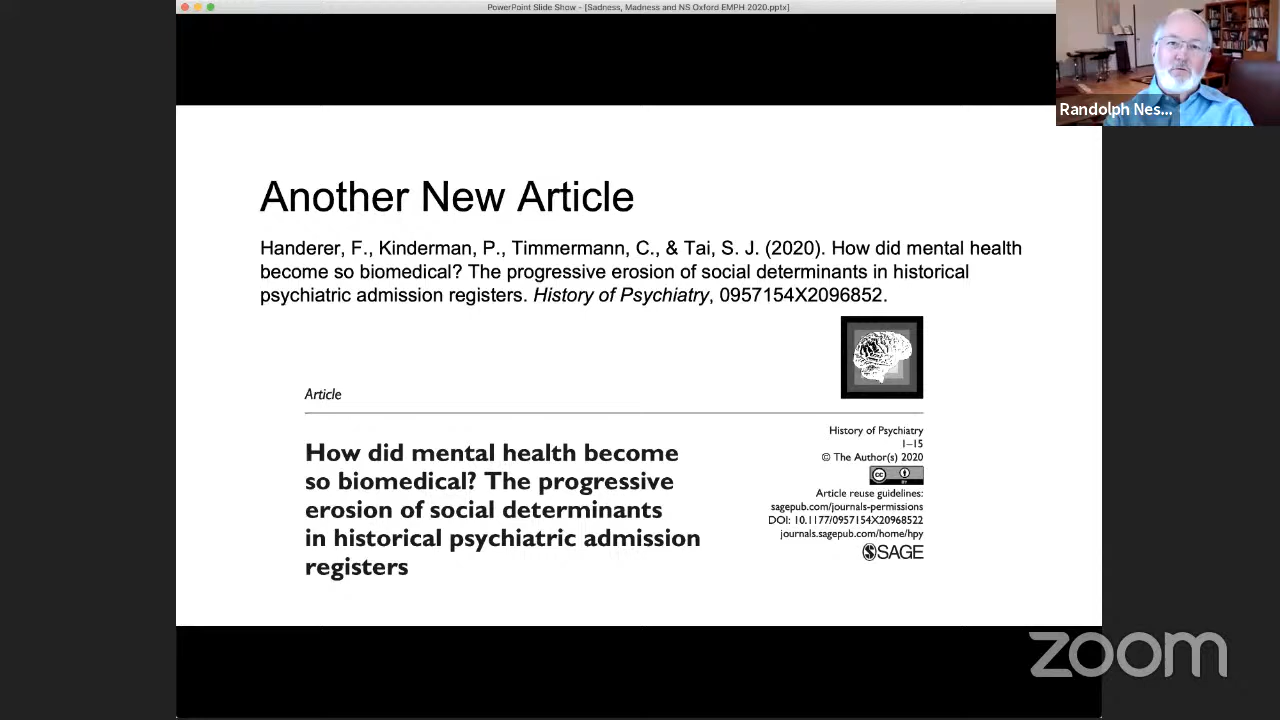 PowerPoint Slide Show - [Sadness, Madness and NS Oxford EMPH 2020.pptx]
Randolph Nes...
Another New Article
Handerer, F., Kinderman, P., Timmermann, C., & Tai, S. J. (2020). How did mental health
become so biomedical? The progressive erosion of social determinants in historical
psychiatric admission registers. History of Psychiatry, 0957154X2096852.
Article
History of Psychiatry
1–15
© The Author(s) 2020
cc BY
Article reuse guidelines:
sagepub.com/journals-permissions
DOI: 10.1177/0957154X20968522
journals.sagepub.com/home/hpy
SAGE
How did mental health become
so biomedical? The progressive
erosion of social determinants
in historical psychiatric admission
registers
zoom